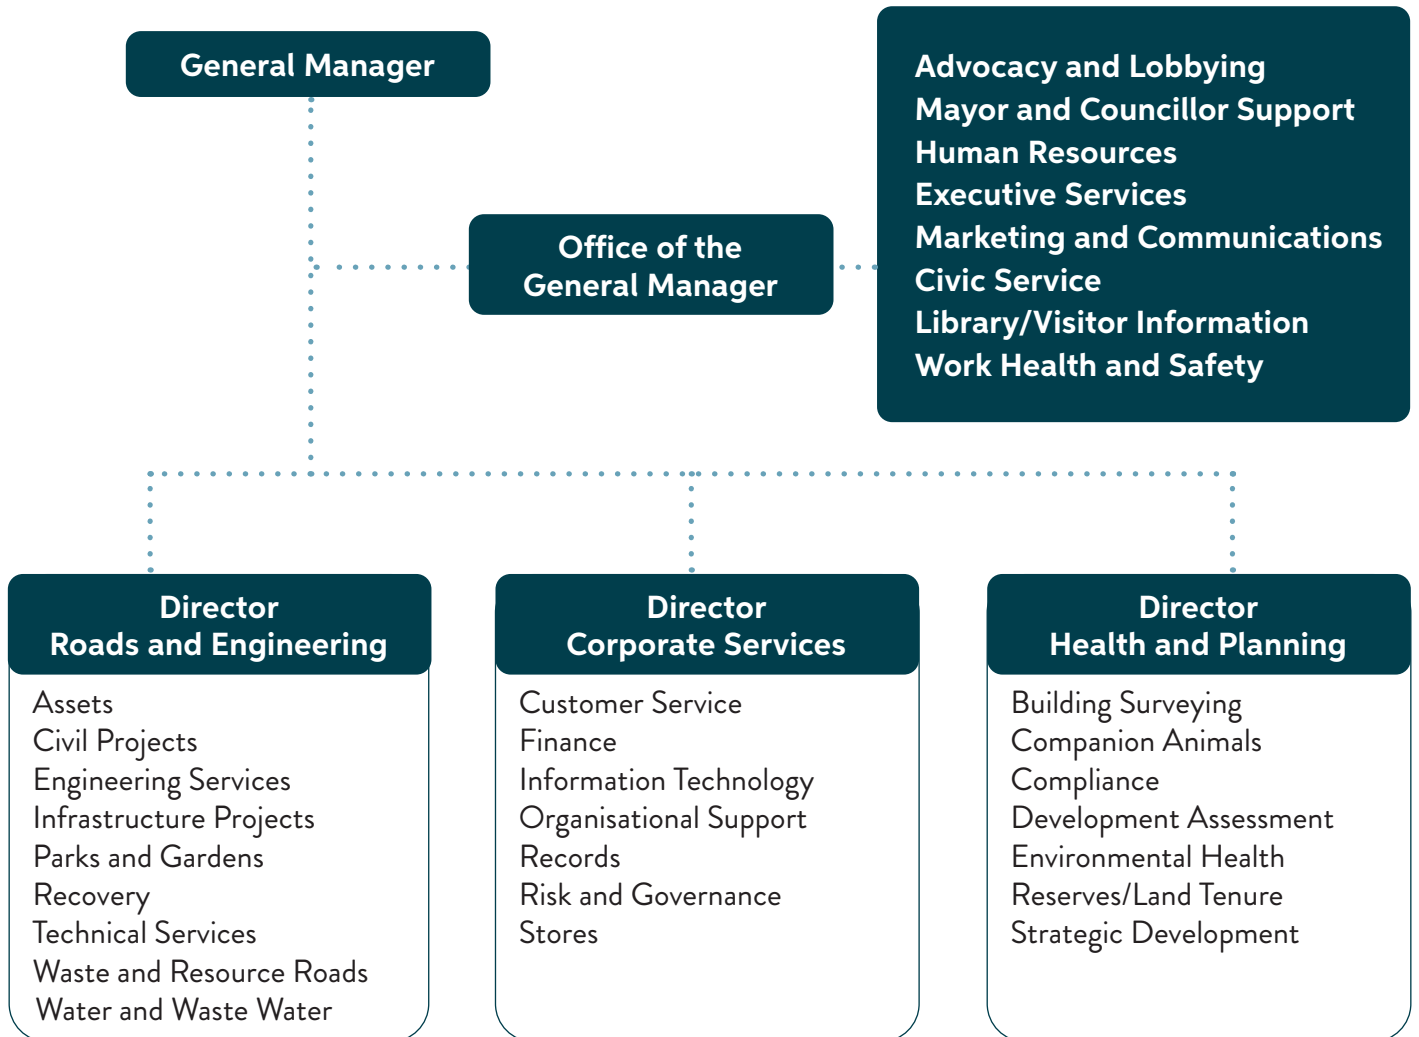 General Manager
Advocacy and Lobbying
Mayor and Councillor Support
Human Resources
Executive Services
Marketing and Communications
Civic Service
Library/Visitor Information
Work Health and Safety
Office of the
General Manager
Director
Roads and Engineering
Assets
Civil Projects
Engineering Services
Infrastructure Projects
Parks and Gardens
Recovery
Technical Services
Waste and Resource Roads
Water and Waste Water
Director
Corporate Services
Customer Service
Finance
Information Technology
Organisational Support
Records
Risk and Governance
Stores
Director
Health and Planning
Building Surveying
Companion Animals
Compliance
Development Assessment
Environmental Health
Reserves/Land Tenure
Strategic Development